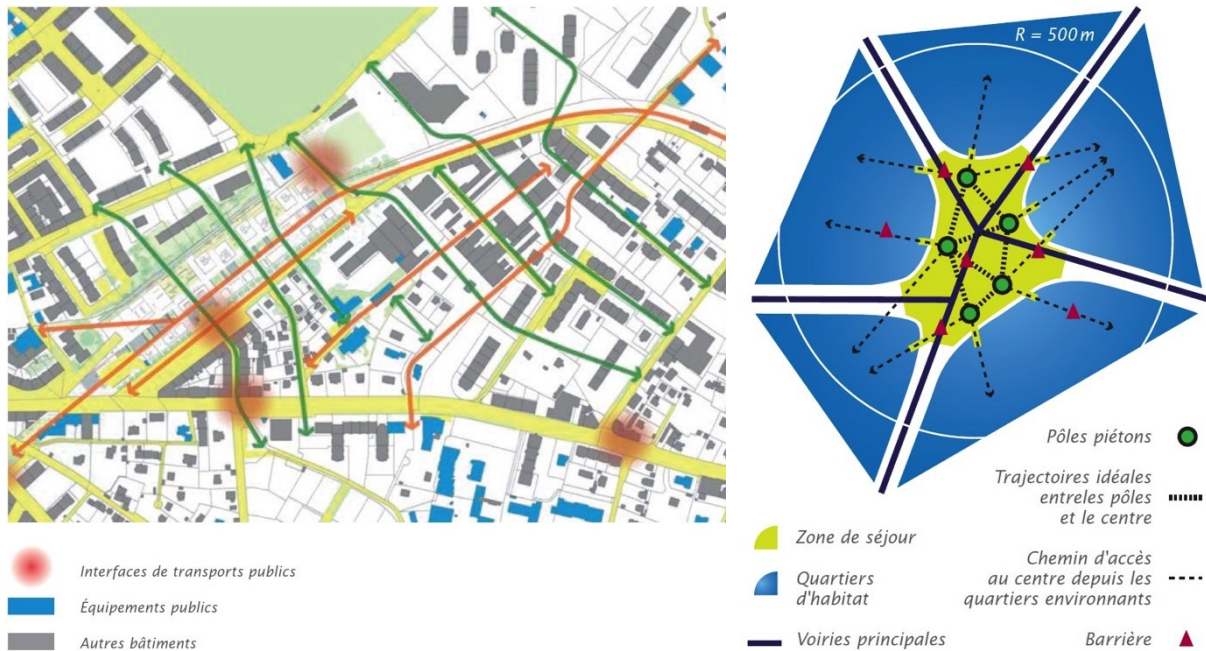 R = 500 m
Interfaces de transports publics
Équipements publics
Autres bâtiments
Zone de séjour
Quartiers
d'habitat
Voiries principales
Pôles piétons
Trajectoires idéales
entreles pôles
et le centre
Chemin d'accès
au centre depuis les
quartiers environnants
Barrière